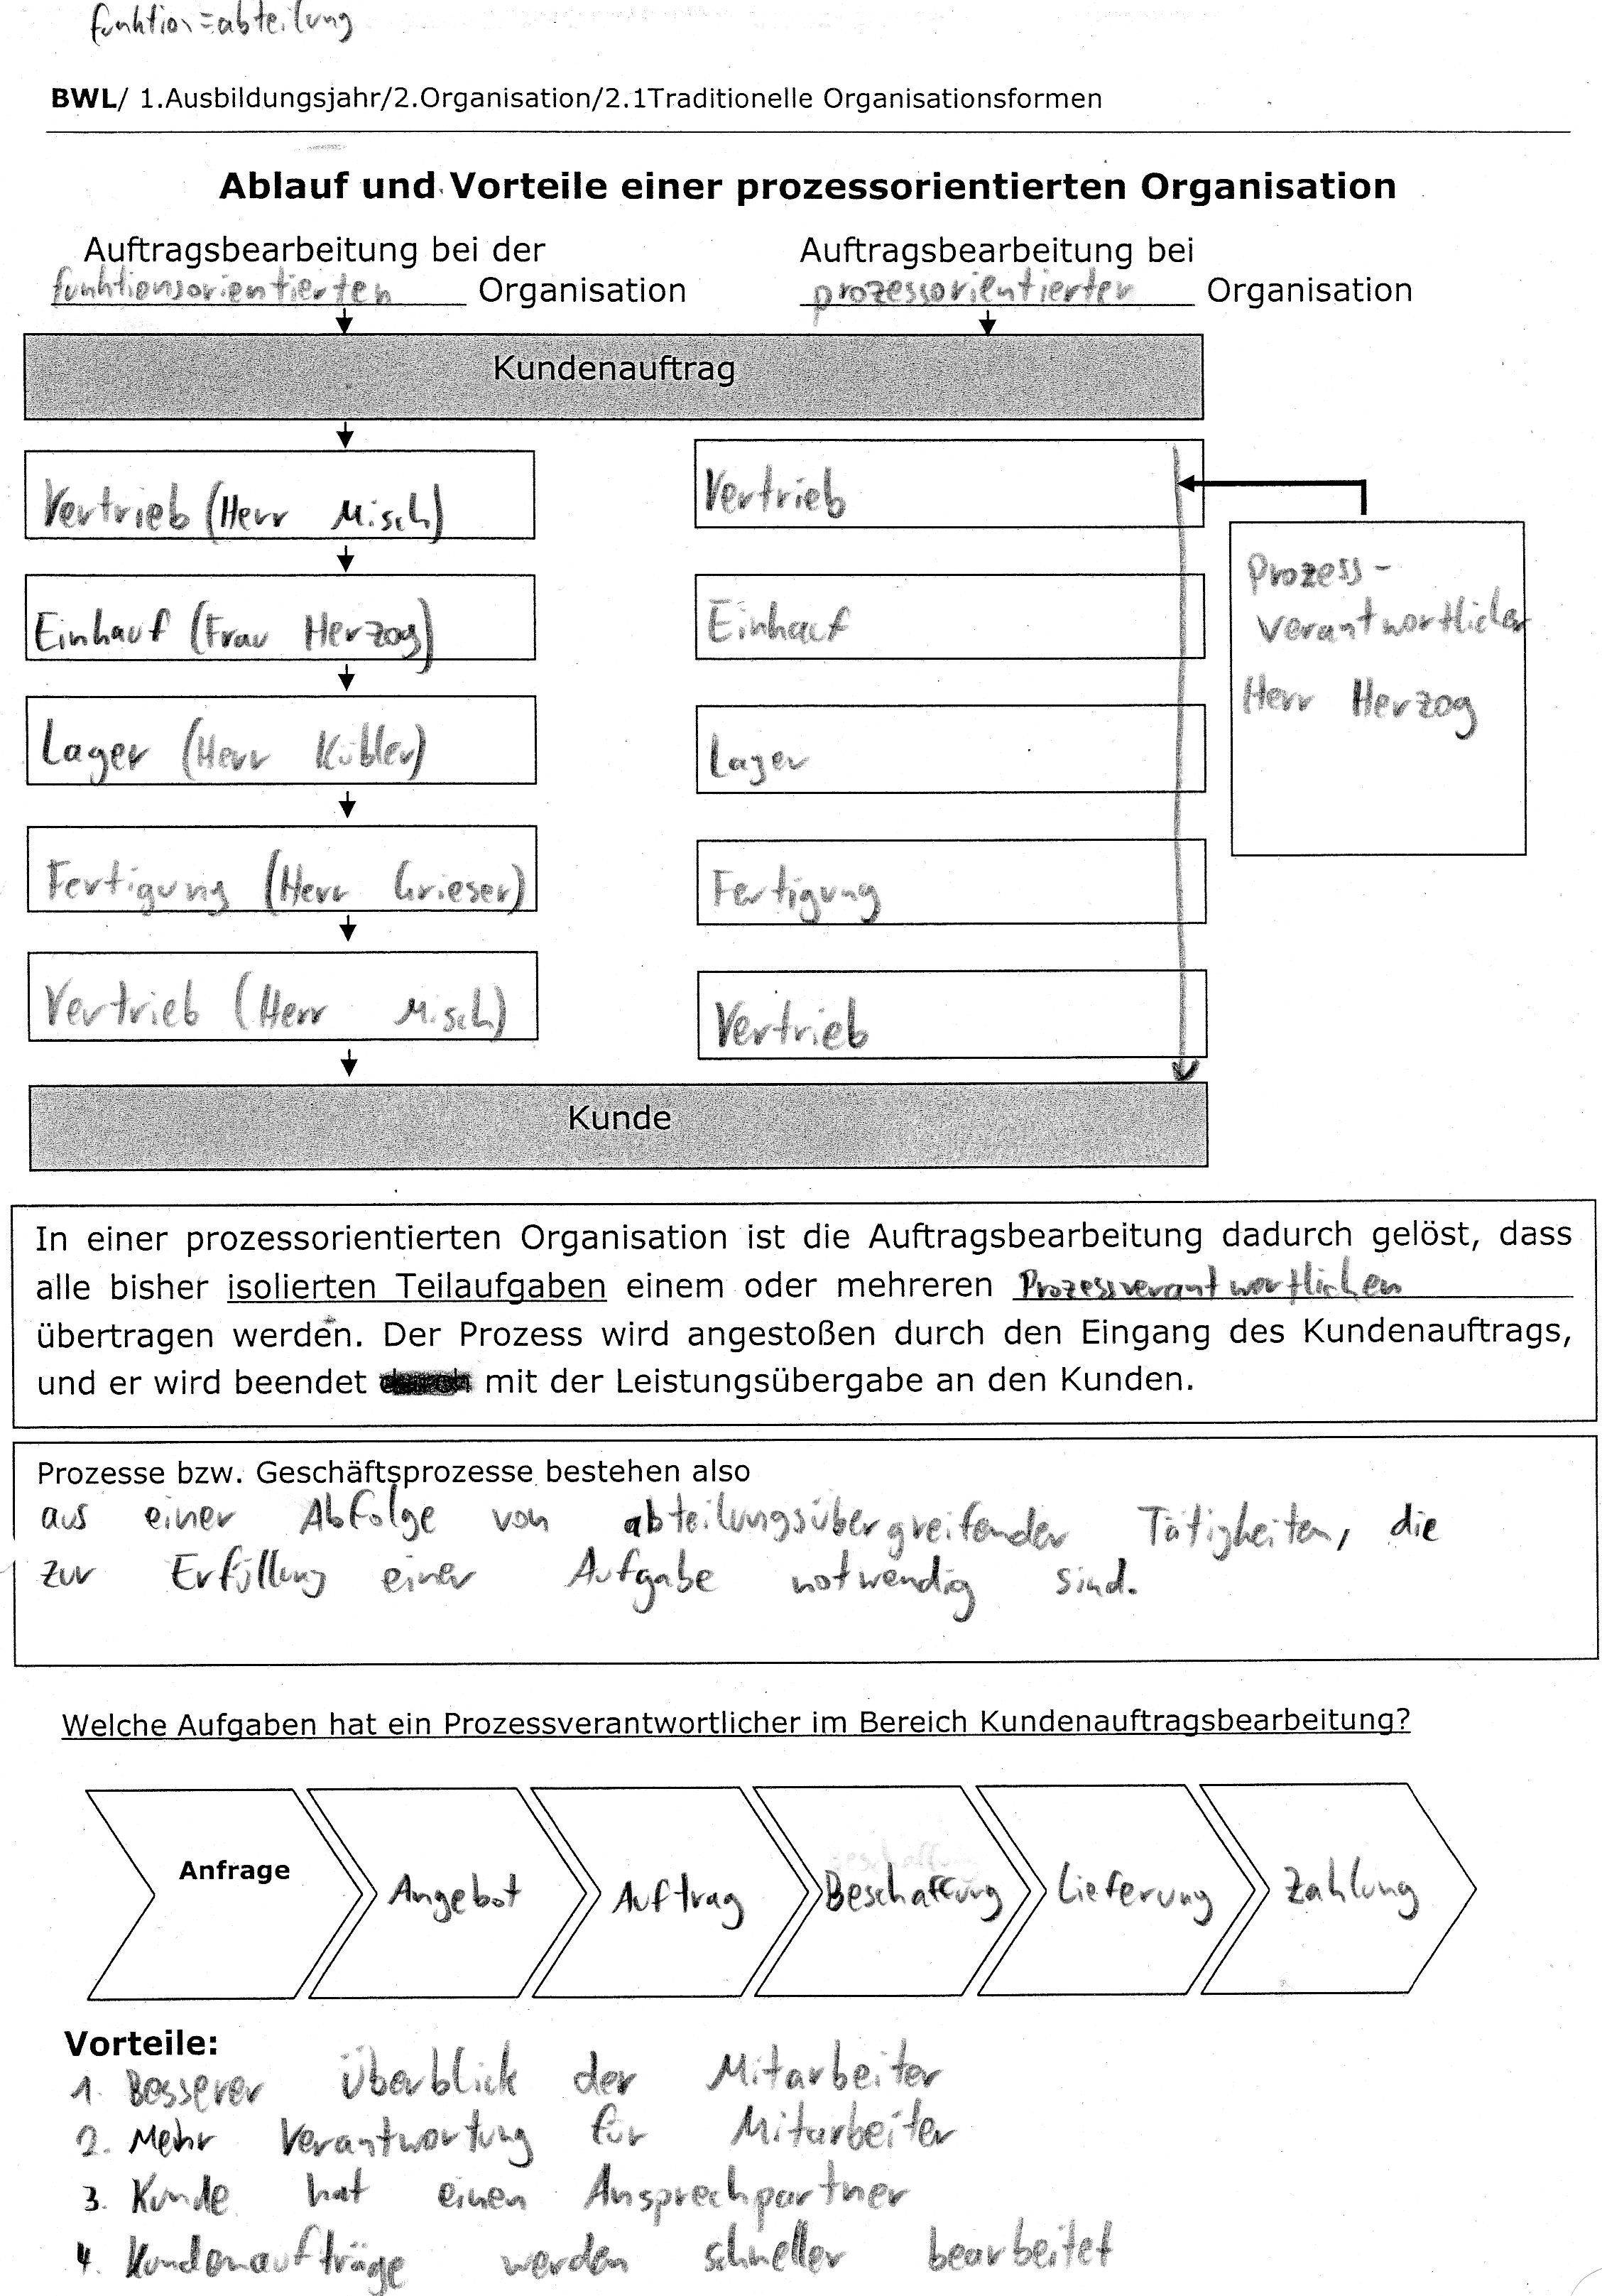 funktion=abteilung
BWL/ 1.Ausbildungsjahr/2.Organisation/2.1Traditionelle Organisationsformen
Ablauf und Vorteile einer prozessorientierten Organisation
Auftragsbearbeitung bei der
funktionsorientierten Organisation
Auftragsbearbeitung bei
prozessorientierter Organisation
Kundenauftrag
Vertrieb (Herr Misch)
Einkauf (Frau Herzog)
Lager (Herr Kübler)
Fertigung (Herr Grieser)
Vertrieb (Herr Misch)
Vertrieb
Einkauf
Lager
Fertigung
Vertrieb
Prozess-
verantwortlicher
Herr Herzog
Kunde
In einer prozessorientierten Organisation ist die Auftragsbearbeitung dadurch gelöst, dass
alle bisher isolierten Teilaufgaben einem oder mehreren Prozessverantwortlichen
übertragen werden. Der Prozess wird angestoßen durch den Eingang des Kundenauftrags,
und er wird beendet mit der Leistungsübergabe an den Kunden.
Prozesse bzw. Geschäftsprozesse bestehen also
aus einer Abfolge von abteilungsübergreifender Tätigkeiten, die
zur Erfüllung einer Aufgabe notwendig sind.
Welche Aufgaben hat ein Prozessverantwortlicher im Bereich Kundenauftragsbearbeitung?
Anfrage
Angebot
Auftrag
Beschaffung
Lieferung
Zahlung
Vorteile:
1. Besserer Überblick der Mitarbeiter
2. Mehr Verantwortung für Mitarbeiter
3. Kunde hat einen Ansprechpartner
4. Kundenaufträge werden schneller bearbeitet